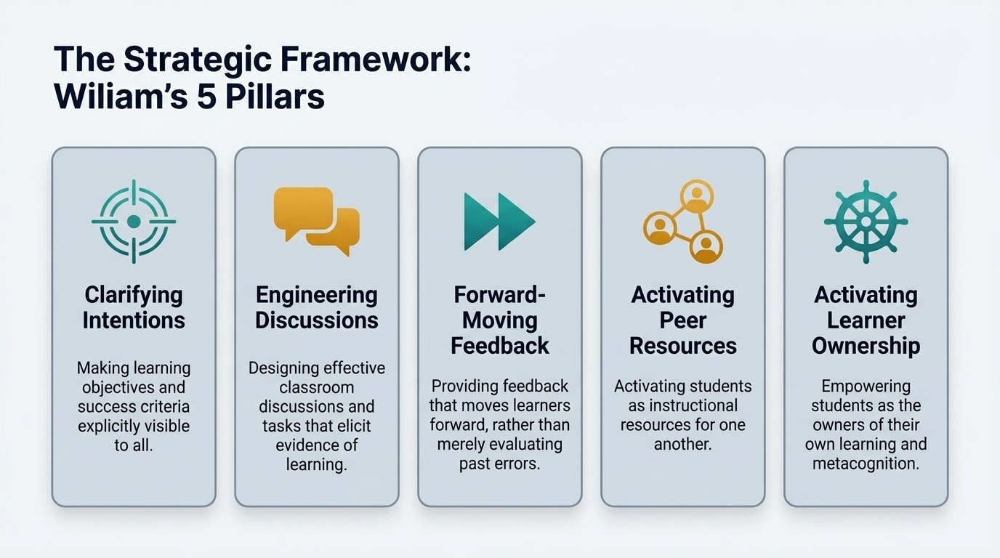 The Strategic Framework:
Wiliam's 5 Pillars
Clarifying
Intentions
Making learning
objectives and
success criteria
explicitly visible
to all.
Engineering
Discussions
Designing effective
classroom
discussions and
tasks that elicit
evidence of
learning.
Forward-
Moving
Feedback
Providing feedback
that moves learners
forward, rather than
merely evaluating
past errors.
Activating
Peer
Resources
Activating students
as instructional
resources for one
another.
Activating
Learner
Ownership
Empowering
students as the
owners of their
own learning and
metacognition.